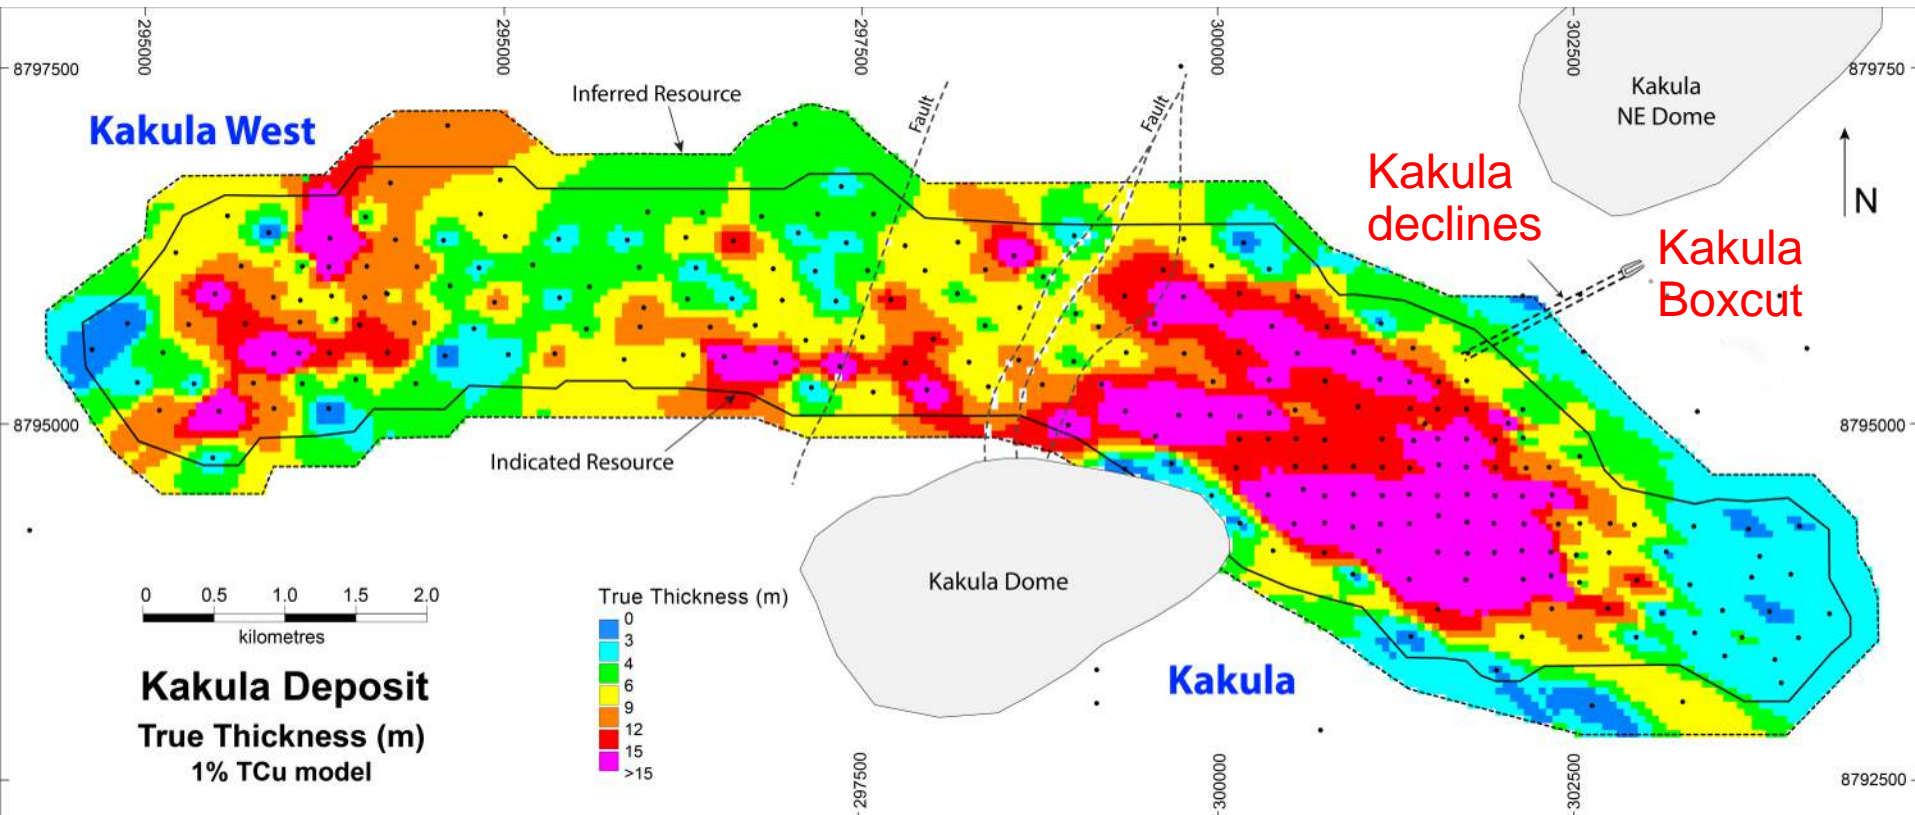 295000
295000
297500
300000
302500
8797500
879750
Inferred Resource
Fault
Fault
Kakula
NE Dome
Kakula West
Kakula
declines
N
Kakula
Boxcut
8795000
8795000
Indicated Resource
Kakula Dome
0 0.5 1.0 1.5 2.0
kilometres
True Thickness (m)
0
3
4
6
9
12
15
>15
Kakula
Kakula Deposit
True Thickness (m)
1% TCu model
297500
300000
302500
8792500